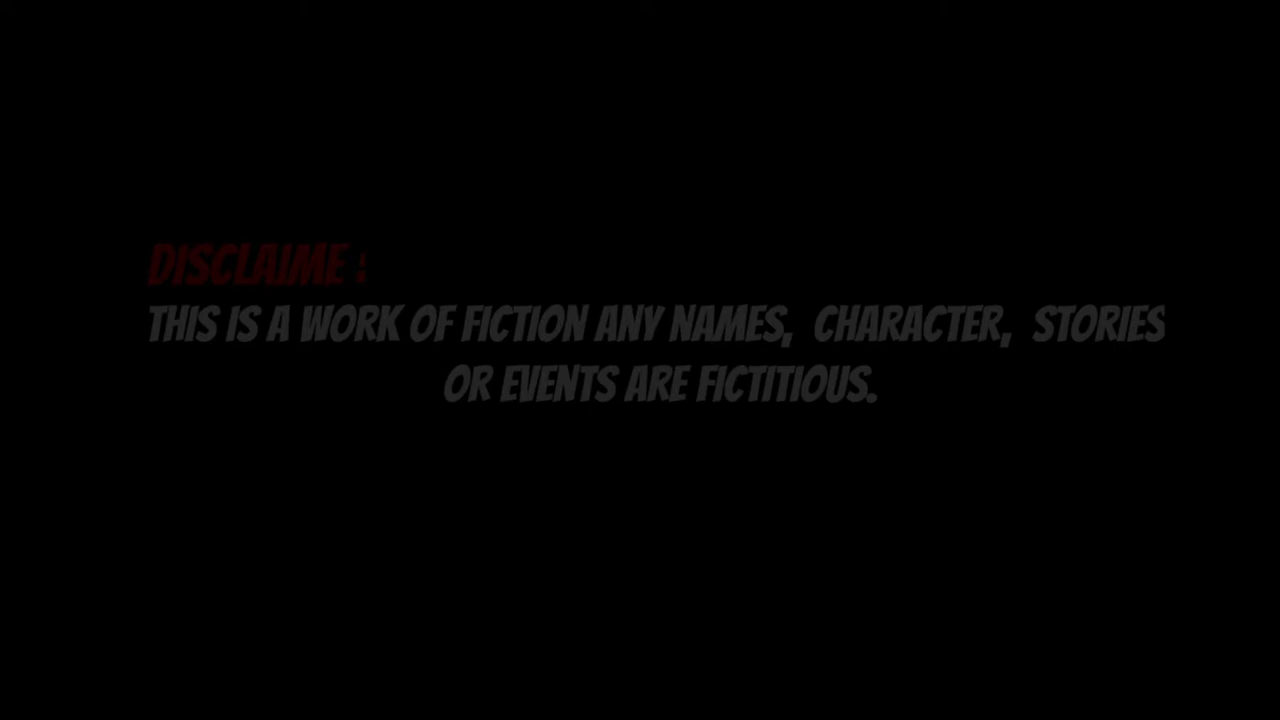 DISCLAIME :
THIS IS A WORK OF FICTION ANY NAMES, CHARACTER, STORIES
OR EVENTS ARE FICTITIOUS.